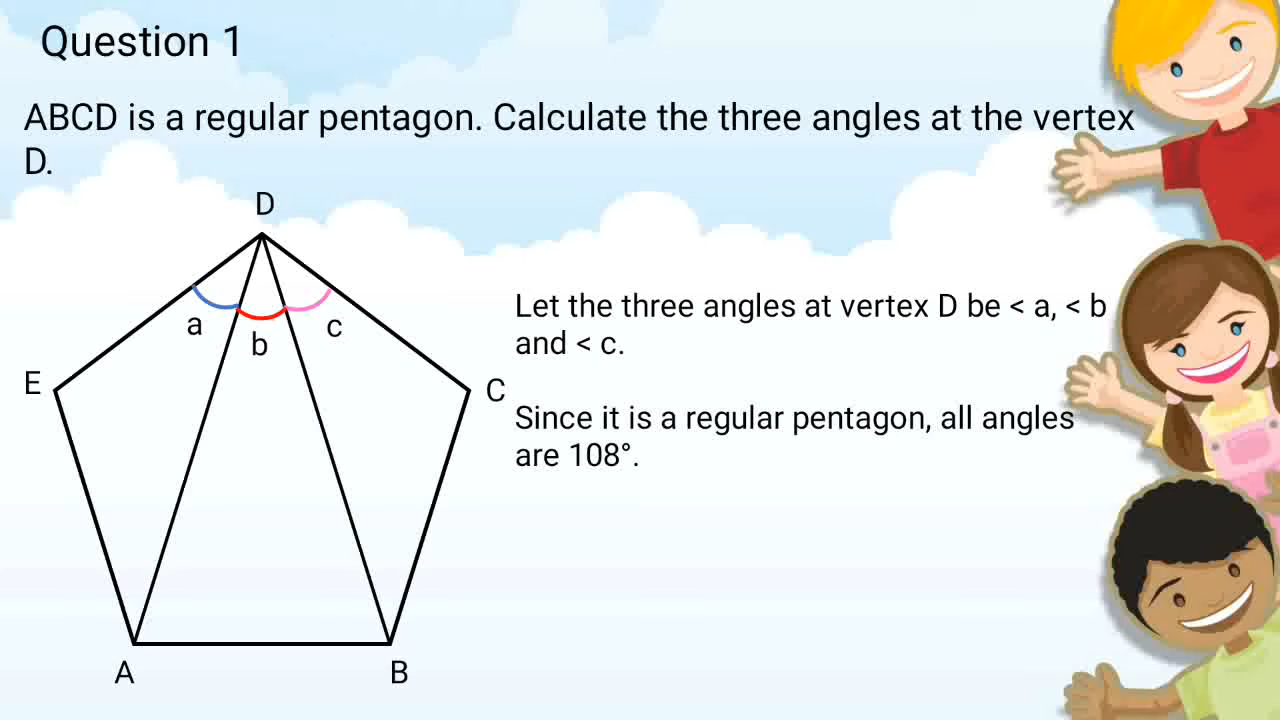 Question 1
ABCD is a regular pentagon. Calculate the three angles at the vertex
D.
D
a
b
c
E
C
A
B
Let the three angles at vertex D be < a, < b
and < c.
Since it is a regular pentagon, all angles
are 108°.